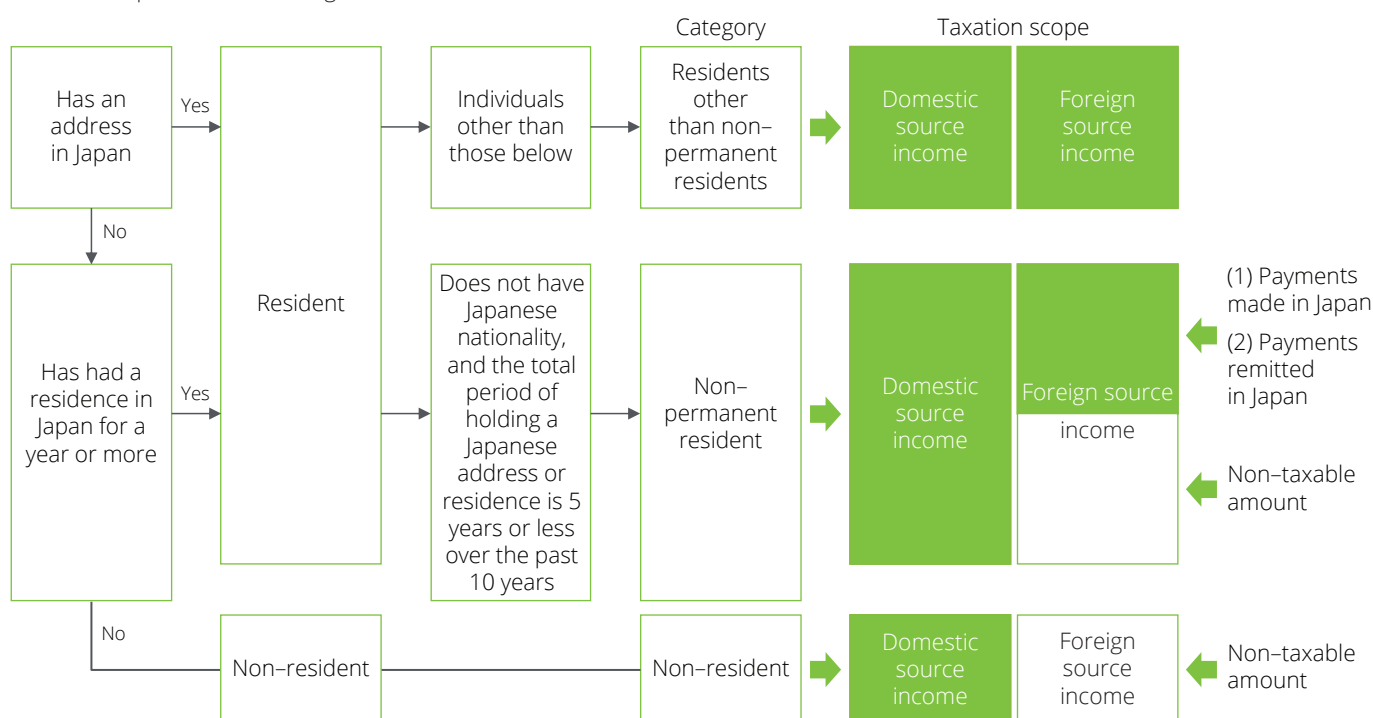 Category
Taxation scope
Has an
address
in Japan
Yes
Individuals
other than
those below
Residents
other
than non–
permanent
residents
Domestic
source
income
Foreign
source
income
No
Resident
Has had a
residence in
Japan for a
year or more
Yes
Does not have
Japanese
nationality,
and the total
period of
holding a
Japanese
address or
residence is 5
years or less
over the past
10 years
Non–
permanent
resident
Domestic
source
income
Foreign source
income
(1) Payments
made in Japan
(2) Payments
remitted
in Japan
Non–taxable
amount
No
Non–resident
Non–resident
Domestic
source
income
Foreign
source
income
Non–taxable
amount